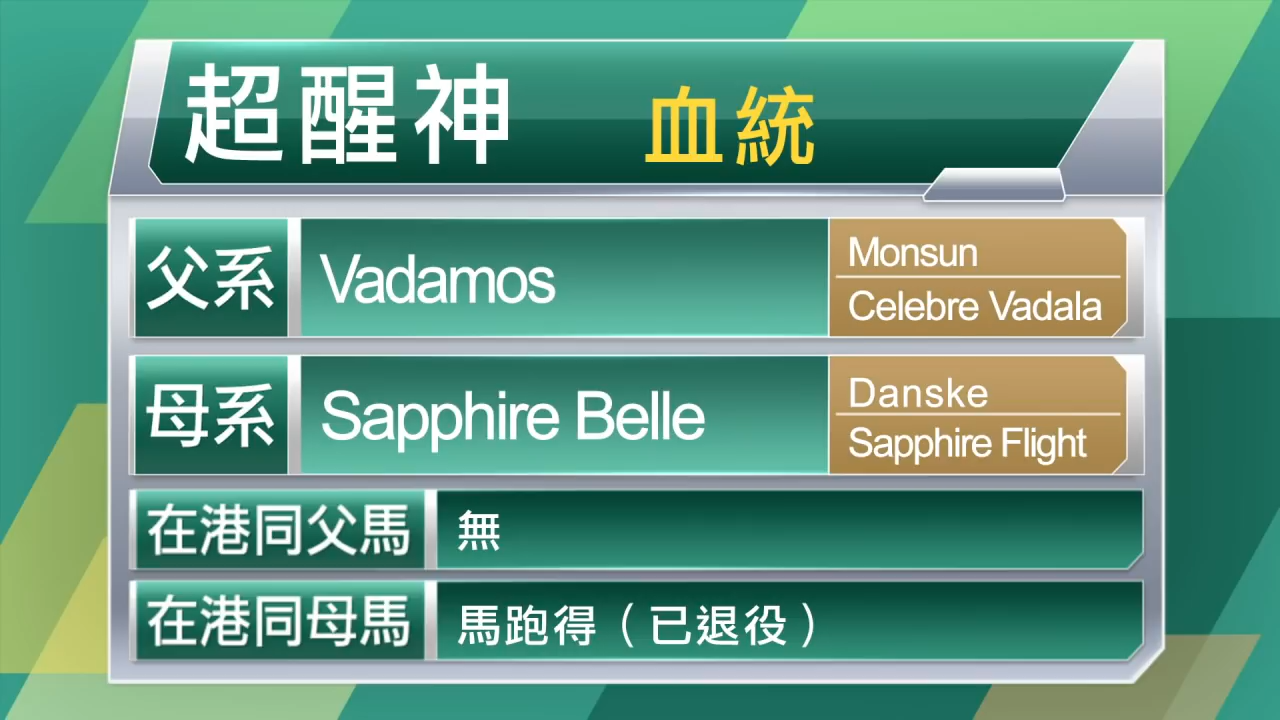 超醒神 血統
父系 Vadamos
Monsun
Celebre Vadala
母系 Sapphire Belle
Danske
Sapphire Flight
在港同父馬 無
在港同母馬 馬跑得（已退役）